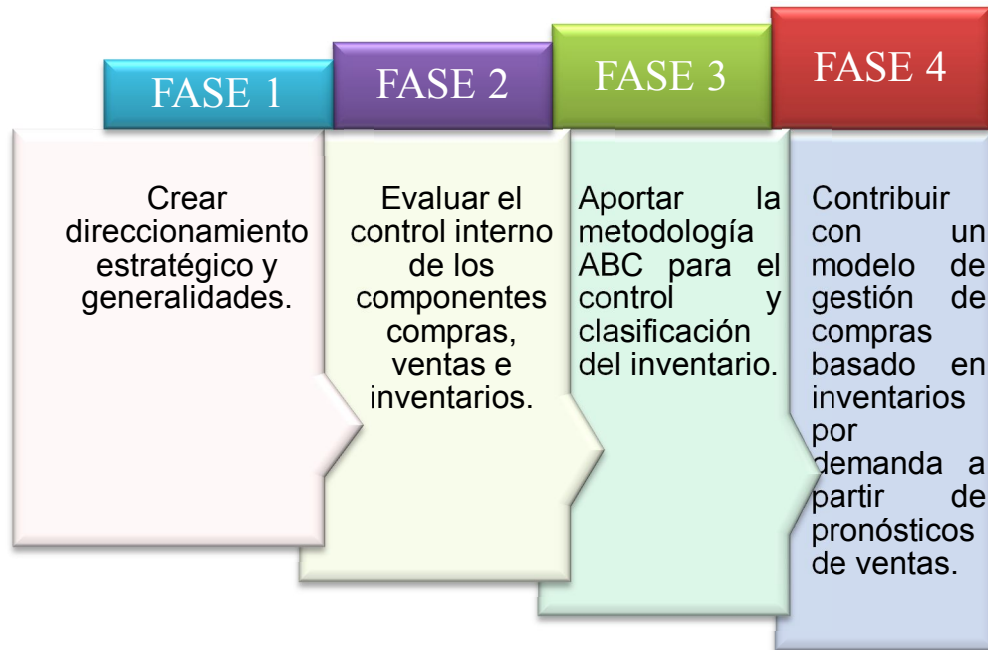 FASE 1
Crear
direccionamiento
estratégico y
generalidades.
FASE 2
Evaluar el
control interno
de los
componentes
compras,
ventas e
inventarios.
FASE 3
Aportar la
metodología
ABC para el
control y
clasificación
del inventario.
FASE 4
Contribuir
con un
modelo de
gestión de
compras
basado en
inventarios
por
demanda a
partir de
pronósticos
de ventas.